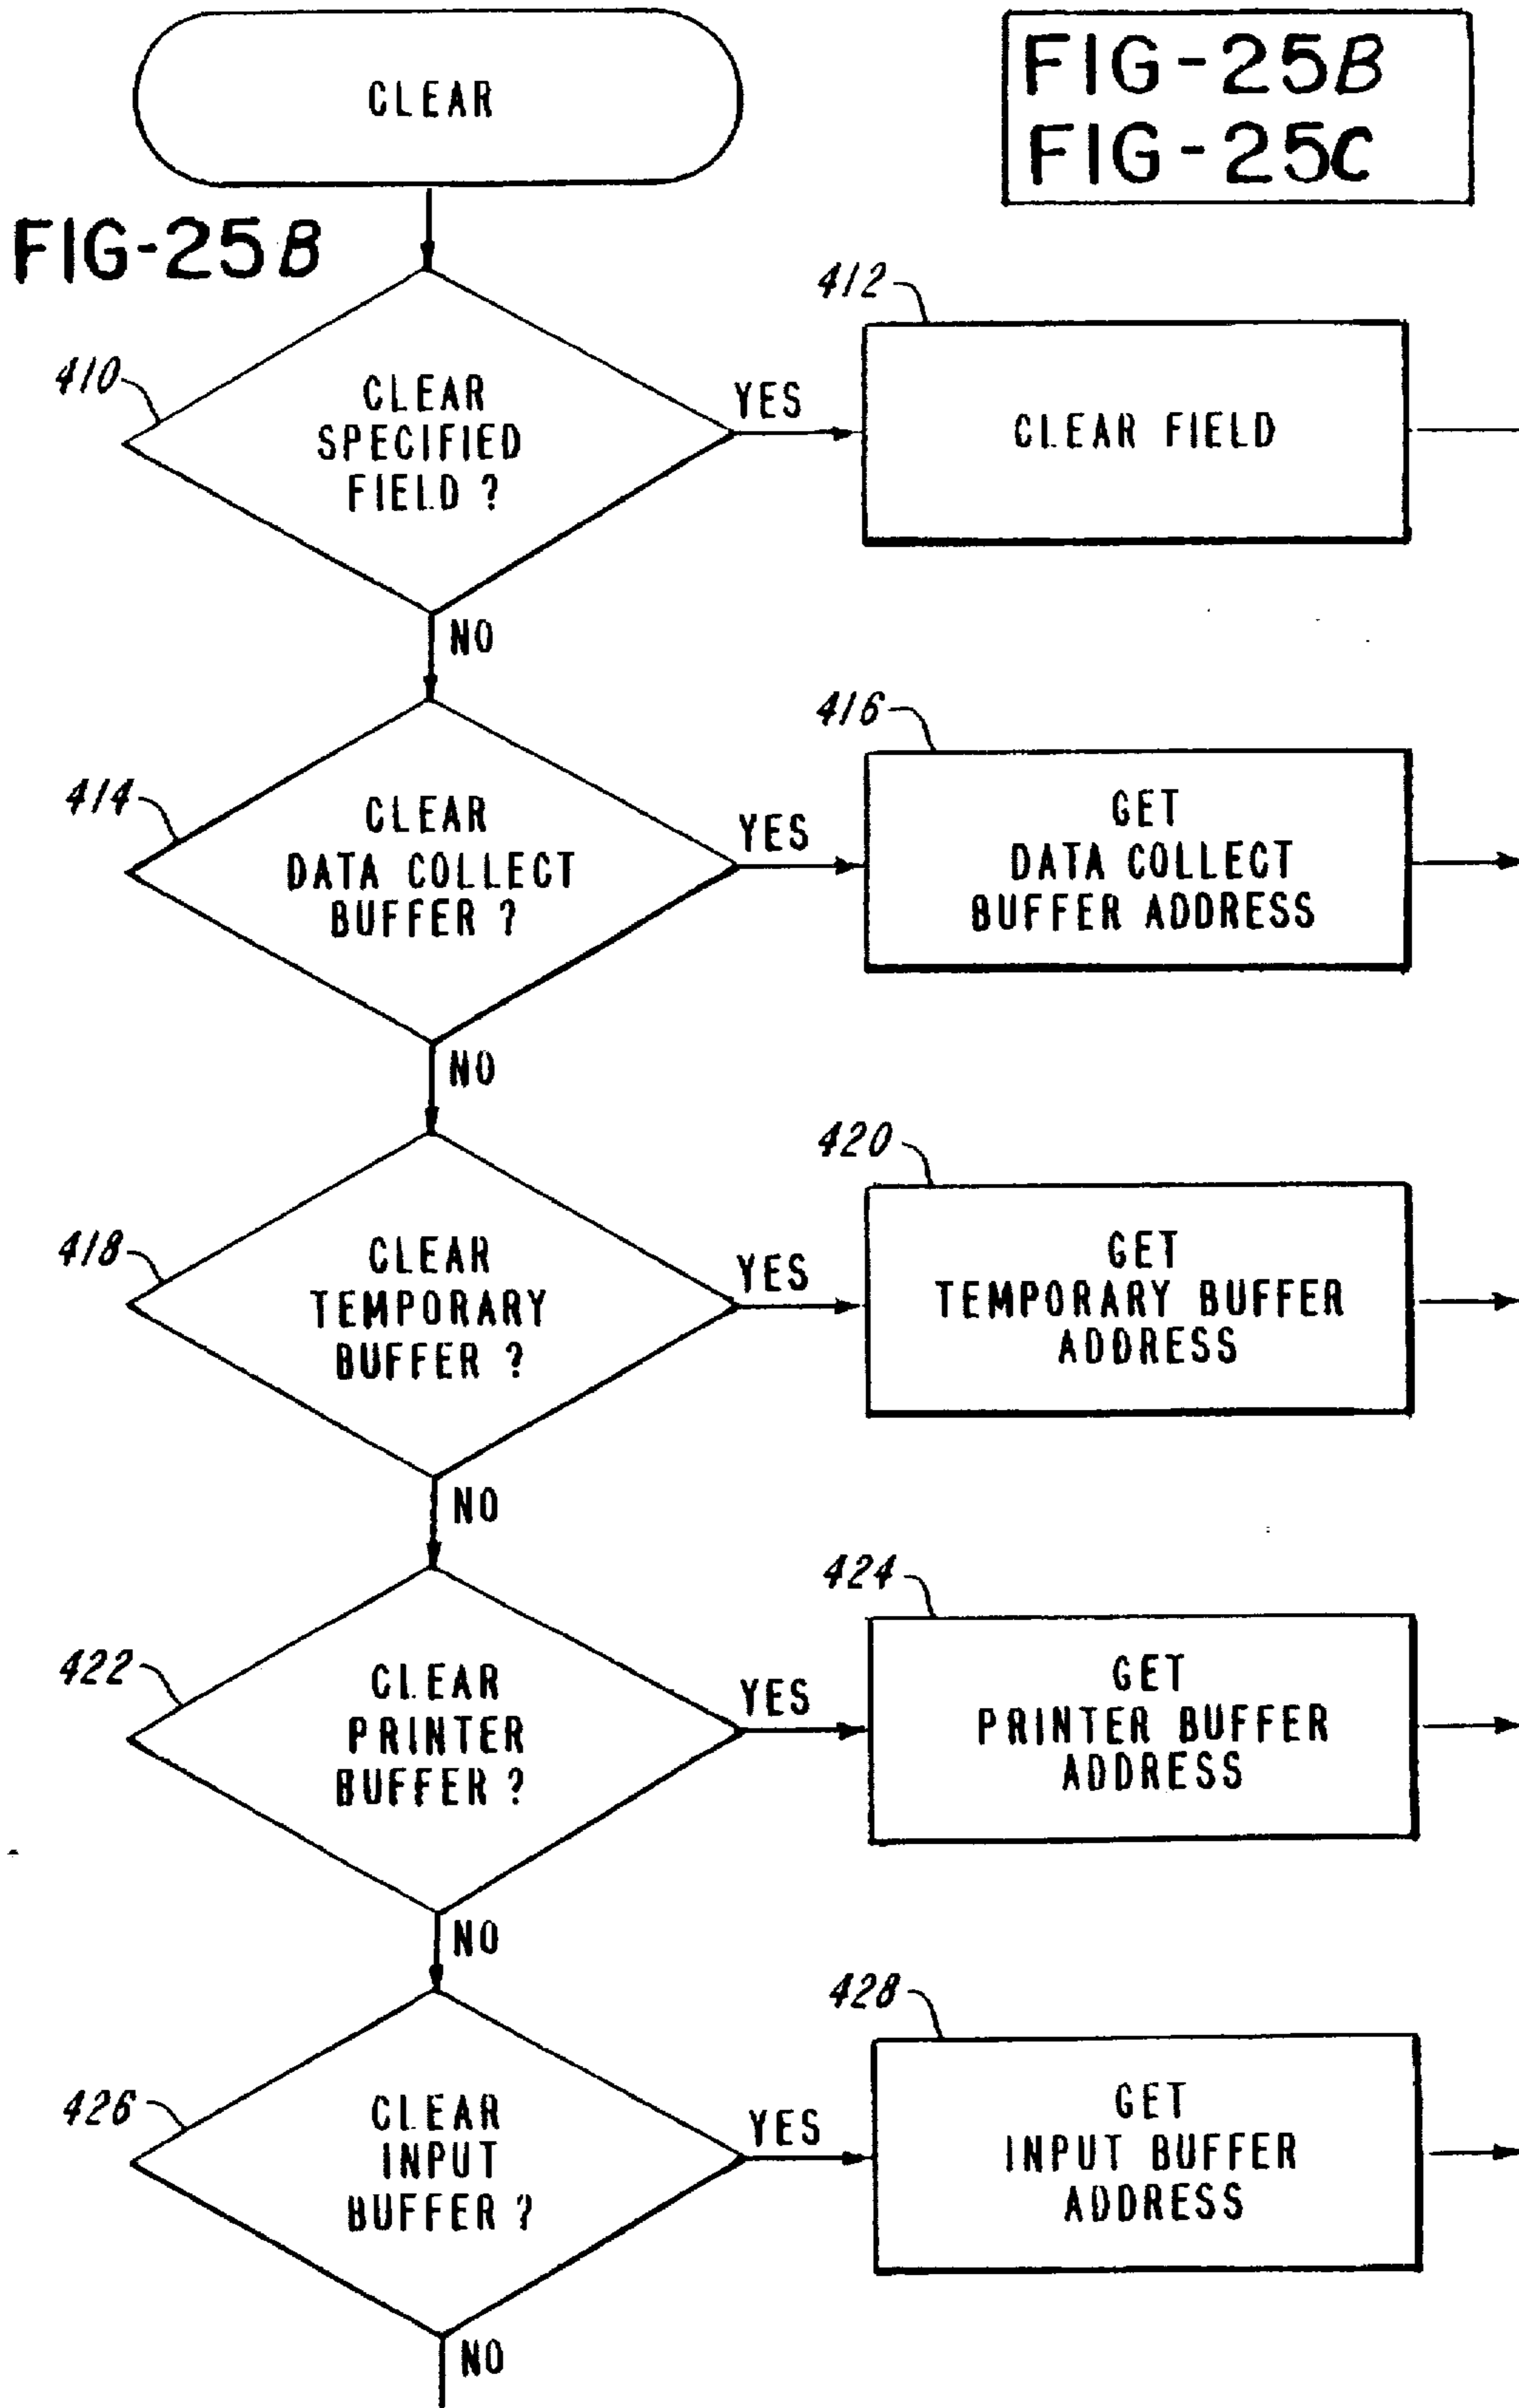 CLEAR
FIG-25B
FIG-25C
FIG-25B
410
CLEAR
SPECIFIED
FIELD ?
YES
412
CLEAR FIELD
NO
414
CLEAR
DATA COLLECT
BUFFER ?
YES
416
GET
DATA COLLECT
BUFFER ADDRESS
NO
418
CLEAR
TEMPORARY
BUFFER ?
YES
420
GET
TEMPORARY BUFFER
ADDRESS
NO
422
CLEAR
PRINTER
BUFFER ?
YES
424
GET
PRINTER BUFFER
ADDRESS
NO
426
CLEAR
INPUT
BUFFER ?
YES
428
GET
INPUT BUFFER
ADDRESS
NO